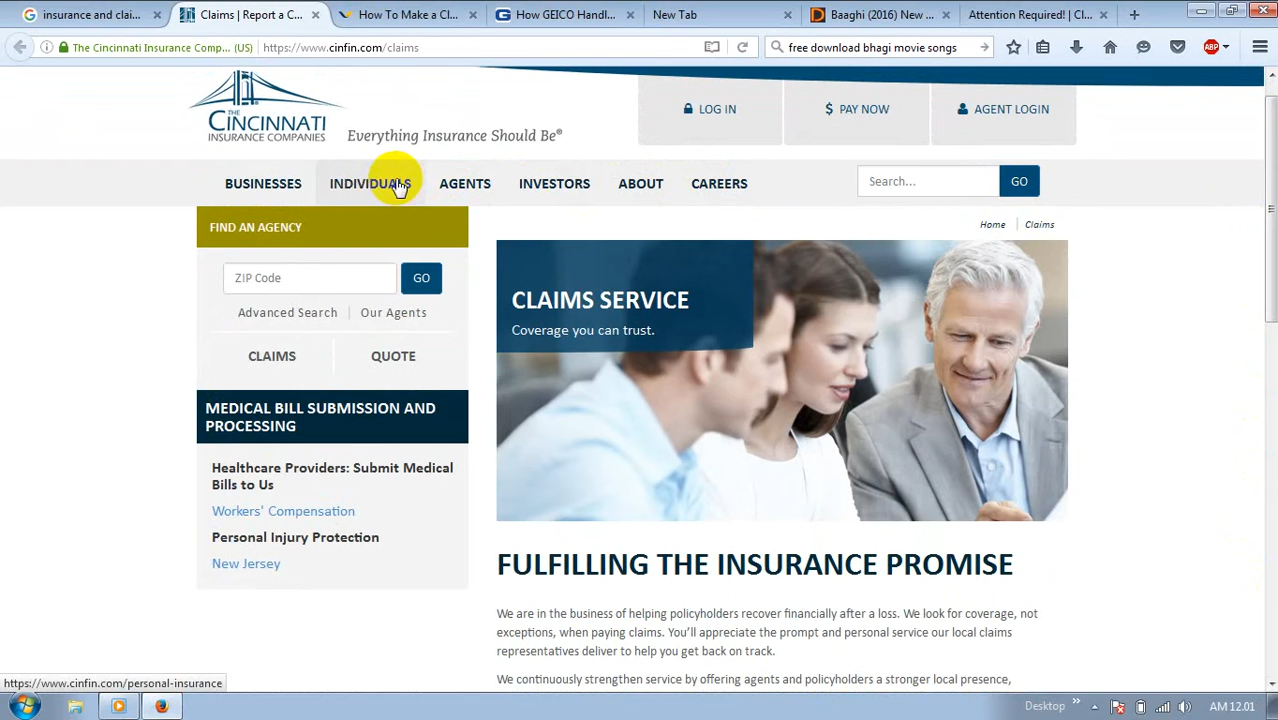 insurance and claim
Claims | Report a C...
How To Make a Cl...
How GEICO Handl...
New Tab
Baaghi (2016) New ...
Attention Required! | Cl...
The Cincinnati Insurance Comp... (US)
https://www.cinfin.com/claims
free download bhagi movie songs
ABP
THE
CINCINNATI
INSURANCE COMPANIES
Everything Insurance Should Be®
LOG IN
$ PAY NOW
AGENT LOGIN
BUSINESSES
INDIVIDUALS
AGENTS
INVESTORS
ABOUT
CAREERS
Search...
GO
FIND AN AGENCY
ZIP Code
GO
Advanced Search
Our Agents
CLAIMS
QUOTE
MEDICAL BILL SUBMISSION AND
PROCESSING
Healthcare Providers: Submit Medical
Bills to Us
Workers' Compensation
Personal Injury Protection
New Jersey
Home
Claims
CLAIMS SERVICE
Coverage you can trust.
FULFILLING THE INSURANCE PROMISE
We are in the business of helping policyholders recover financially after a loss. We look for coverage, not
exceptions, when paying claims. You’ll appreciate the prompt and personal service our local claims
representatives deliver to help you get back on track.
We continuously strengthen service by offering agents and policyholders a stronger local presence,
https://www.cinfin.com/personal-insurance
Desktop
AM 12.01